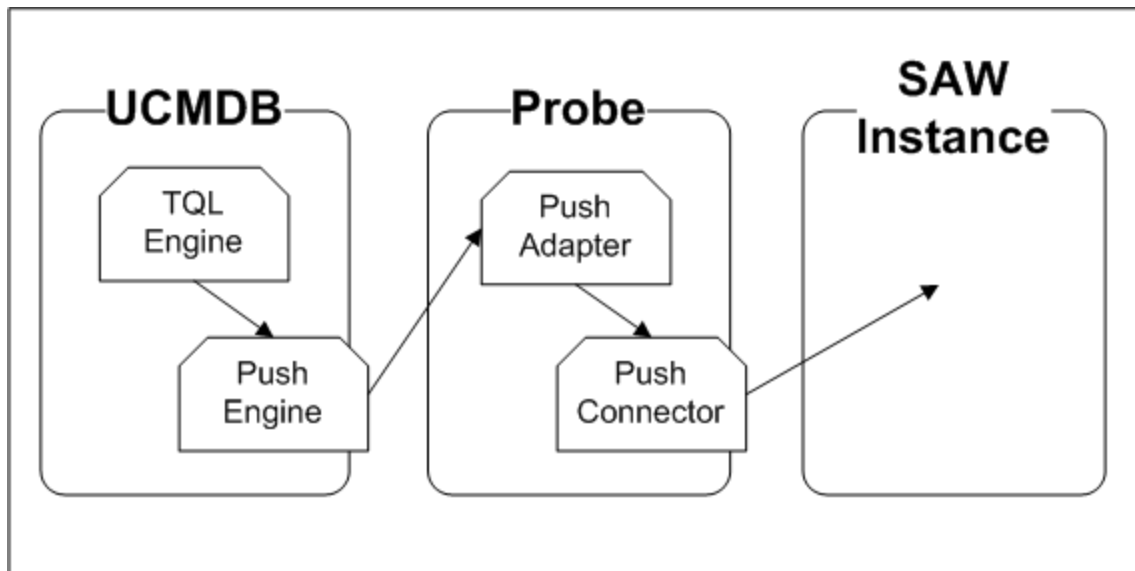 UCMDB
TQL
Engine
Push
Engine
Probe
Push
Adapter
Push
Connector
SAW
Instance